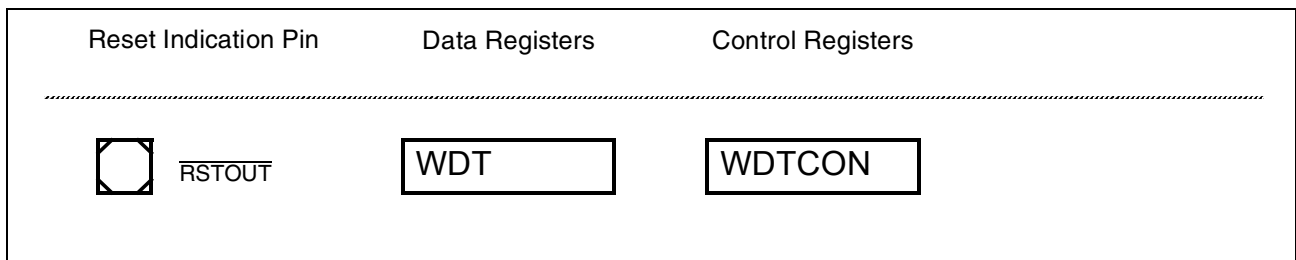 Reset Indication Pin Data Registers Control Registers
RSTOUT WDT WDTCON